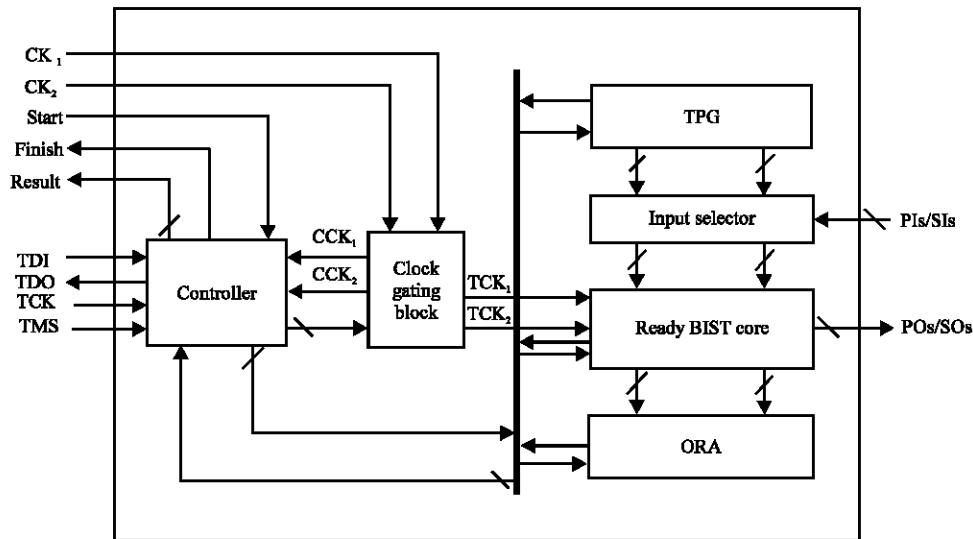 CK₁
CK₂
Start
Finish
Result
TDI
TDO
TCK
TMS
Controller
CCK₁
CCK₂
Clock
gating
block
TCK₁
TCK₂
TPG
Input selector
PIs/SIs
Ready BIST core
POs/SOs
ORA